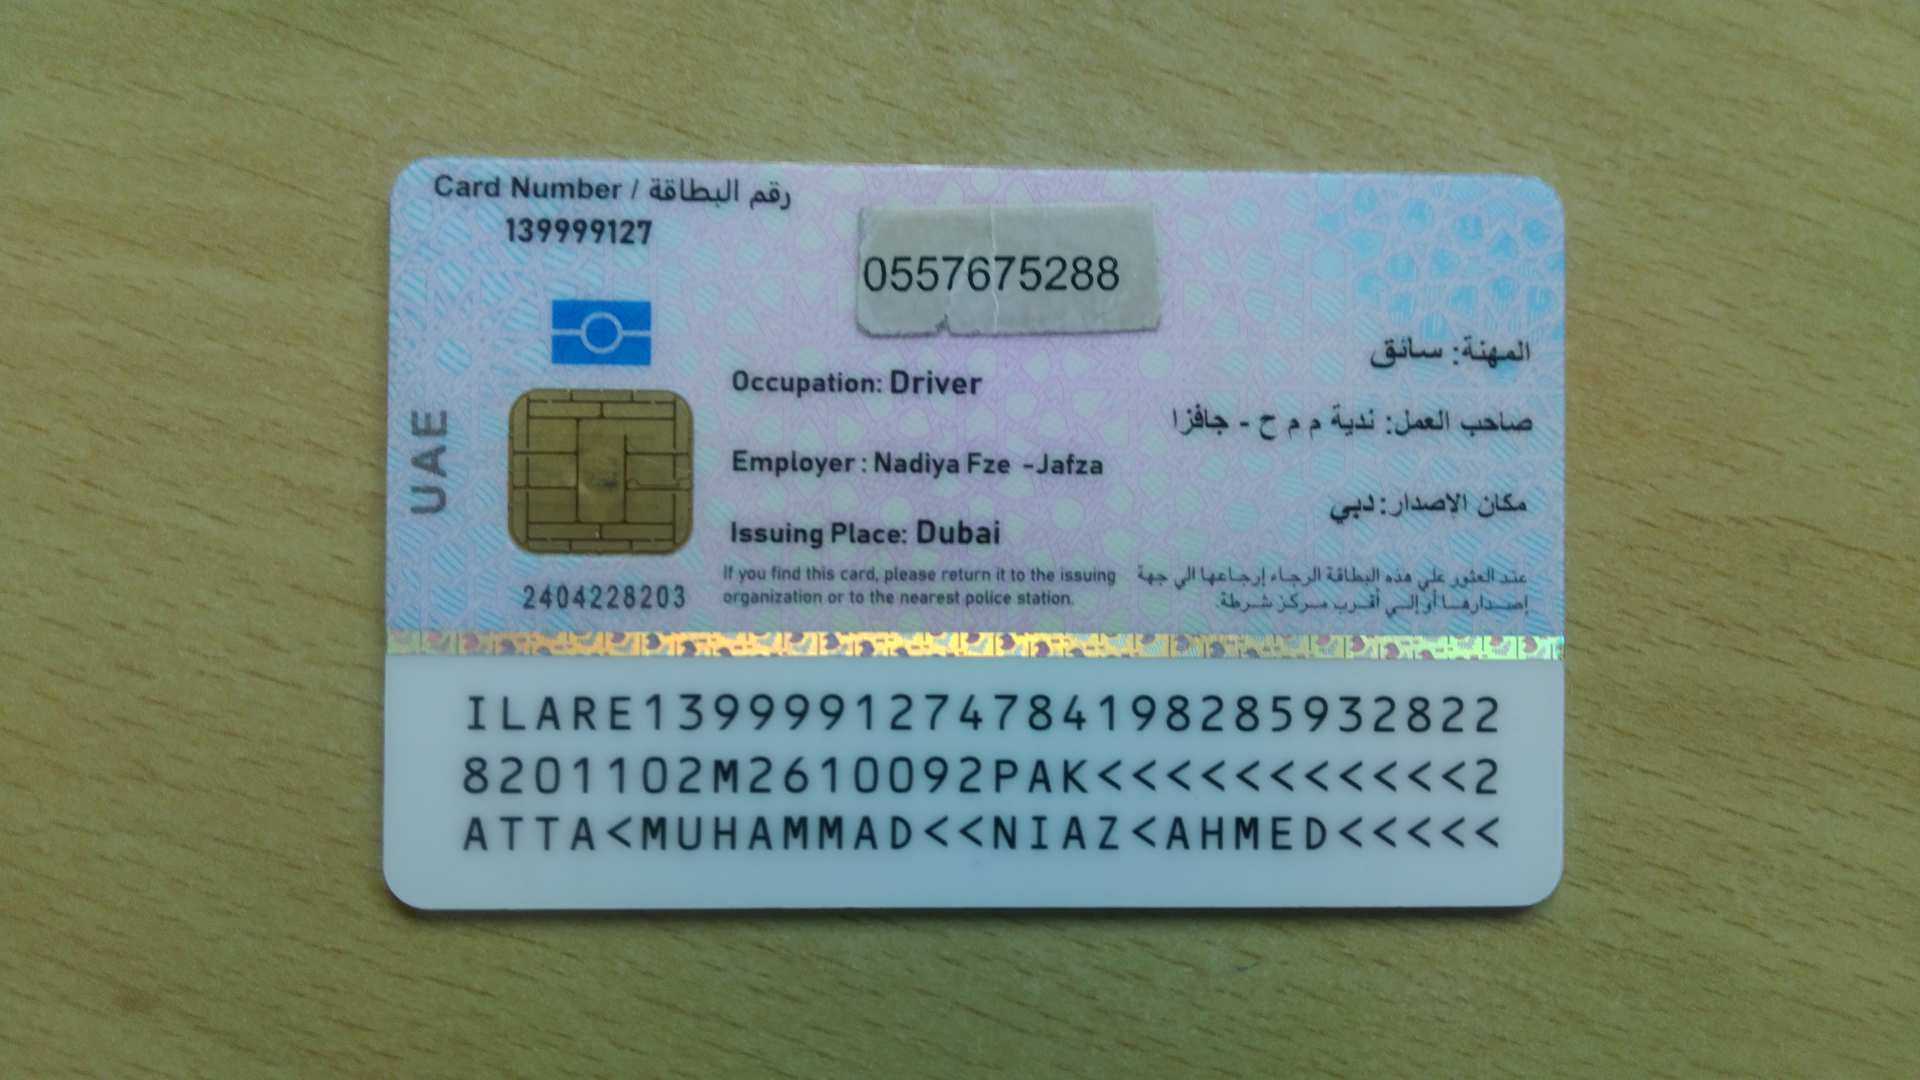 Card Number / رقم البطاقة
139999127
0557675288
المهنة: سائق
Occupation: Driver
صاحب العمل: ندية م م ح - جافزا
Employer : Nadiya Fze -Jafza
UAE
مكان الإصدار: دبي
Issuing Place: Dubai
If you find this card, please return it to the issuing
organization or to the nearest police station.
عند العثور علي هذه البطاقة الرجاء إرجاعها الي جهة
إصدارها أو إلي أقرب مركز شرطة.
2404228203
ILARE1399991274784198285932822
8201102M2610092PAK<<<<<<<<<<<2
ATTA<MUHAMMAD<<NIAZ<AHMED<<<<<